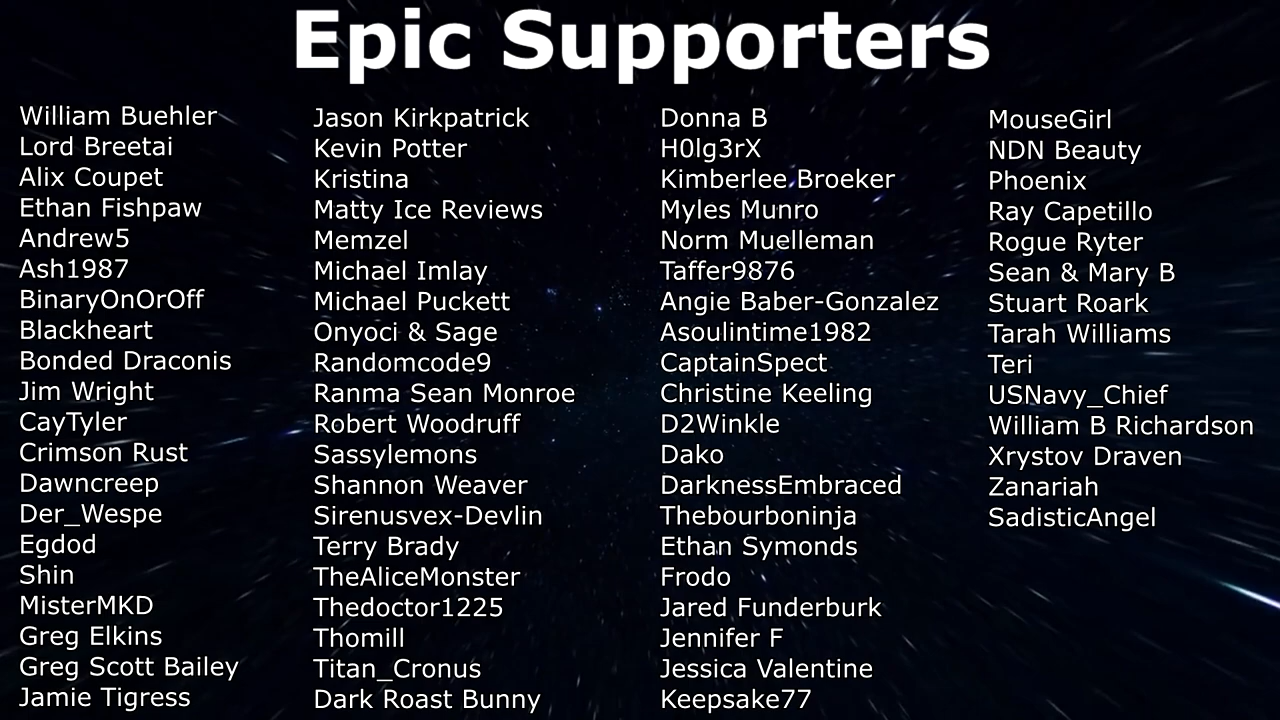 Epic Supporters
William Buehler
Lord Breetai
Alix Coupet
Ethan Fishpaw
Andrew5
Ash1987
BinaryOnOrOff
Blackheart
Bonded Draconis
Jim Wright
CayTyler
Crimson Rust
Dawncreep
Der_Wespe
Egdod
Shin
MisterMKD
Greg Elkins
Greg Scott Bailey
Jamie Tigress
Jason Kirkpatrick
Kevin Potter
Kristina
Matty Ice Reviews
Memzel
Michael Imlay
Michael Puckett
Onyoci & Sage
Randomcode9
Ranma Sean Monroe
Robert Woodruff
Sassylemons
Shannon Weaver
Sirenusvex-Devlin
Terry Brady
TheAliceMonster
Thedoctor1225
Thomill
Titan_Cronus
Dark Roast Bunny
Donna B
H0lg3rX
Kimberlee Broeker
Myles Munro
Norm Muelleman
Taffer9876
Angie Baber-Gonzalez
Asoulintime1982
CaptainSpect
Christine Keeling
D2Winkle
Dako
DarknessEmbraced
Thebourboninja
Ethan Symonds
Frodo
Jared Funderburk
Jennifer F
Jessica Valentine
Keepsake77
MouseGirl
NDN Beauty
Phoenix
Ray Capetillo
Rogue Ryter
Sean & Mary B
Stuart Roark
Tarah Williams
Teri
USNavy_Chief
William B Richardson
Xrystov Draven
Zanariah
SadisticAngel